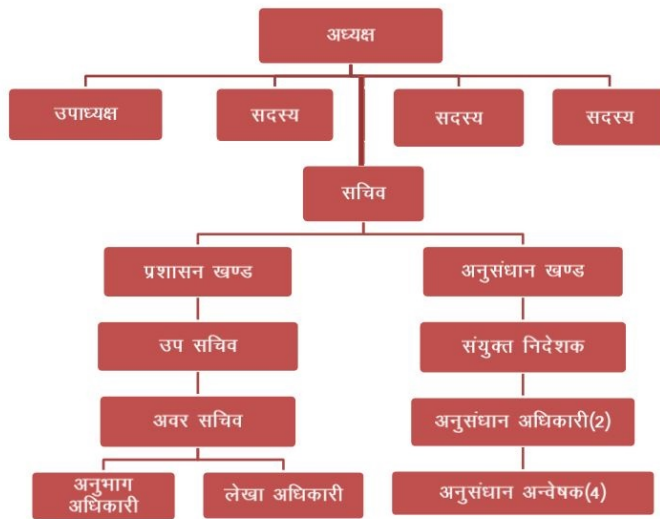 अध्यक्ष
उपाध्यक्ष
सदस्य
सदस्य
सदस्य
सचिव
प्रशासन खण्ड
अनुसंधान खण्ड
उप सचिव
संयुक्त निदेशक
अवर सचिव
अनुसंधान अधिकारी(2)
अनुभाग
अधिकारी
लेखा अधिकारी
अनुसंधान अन्वेषक(4)